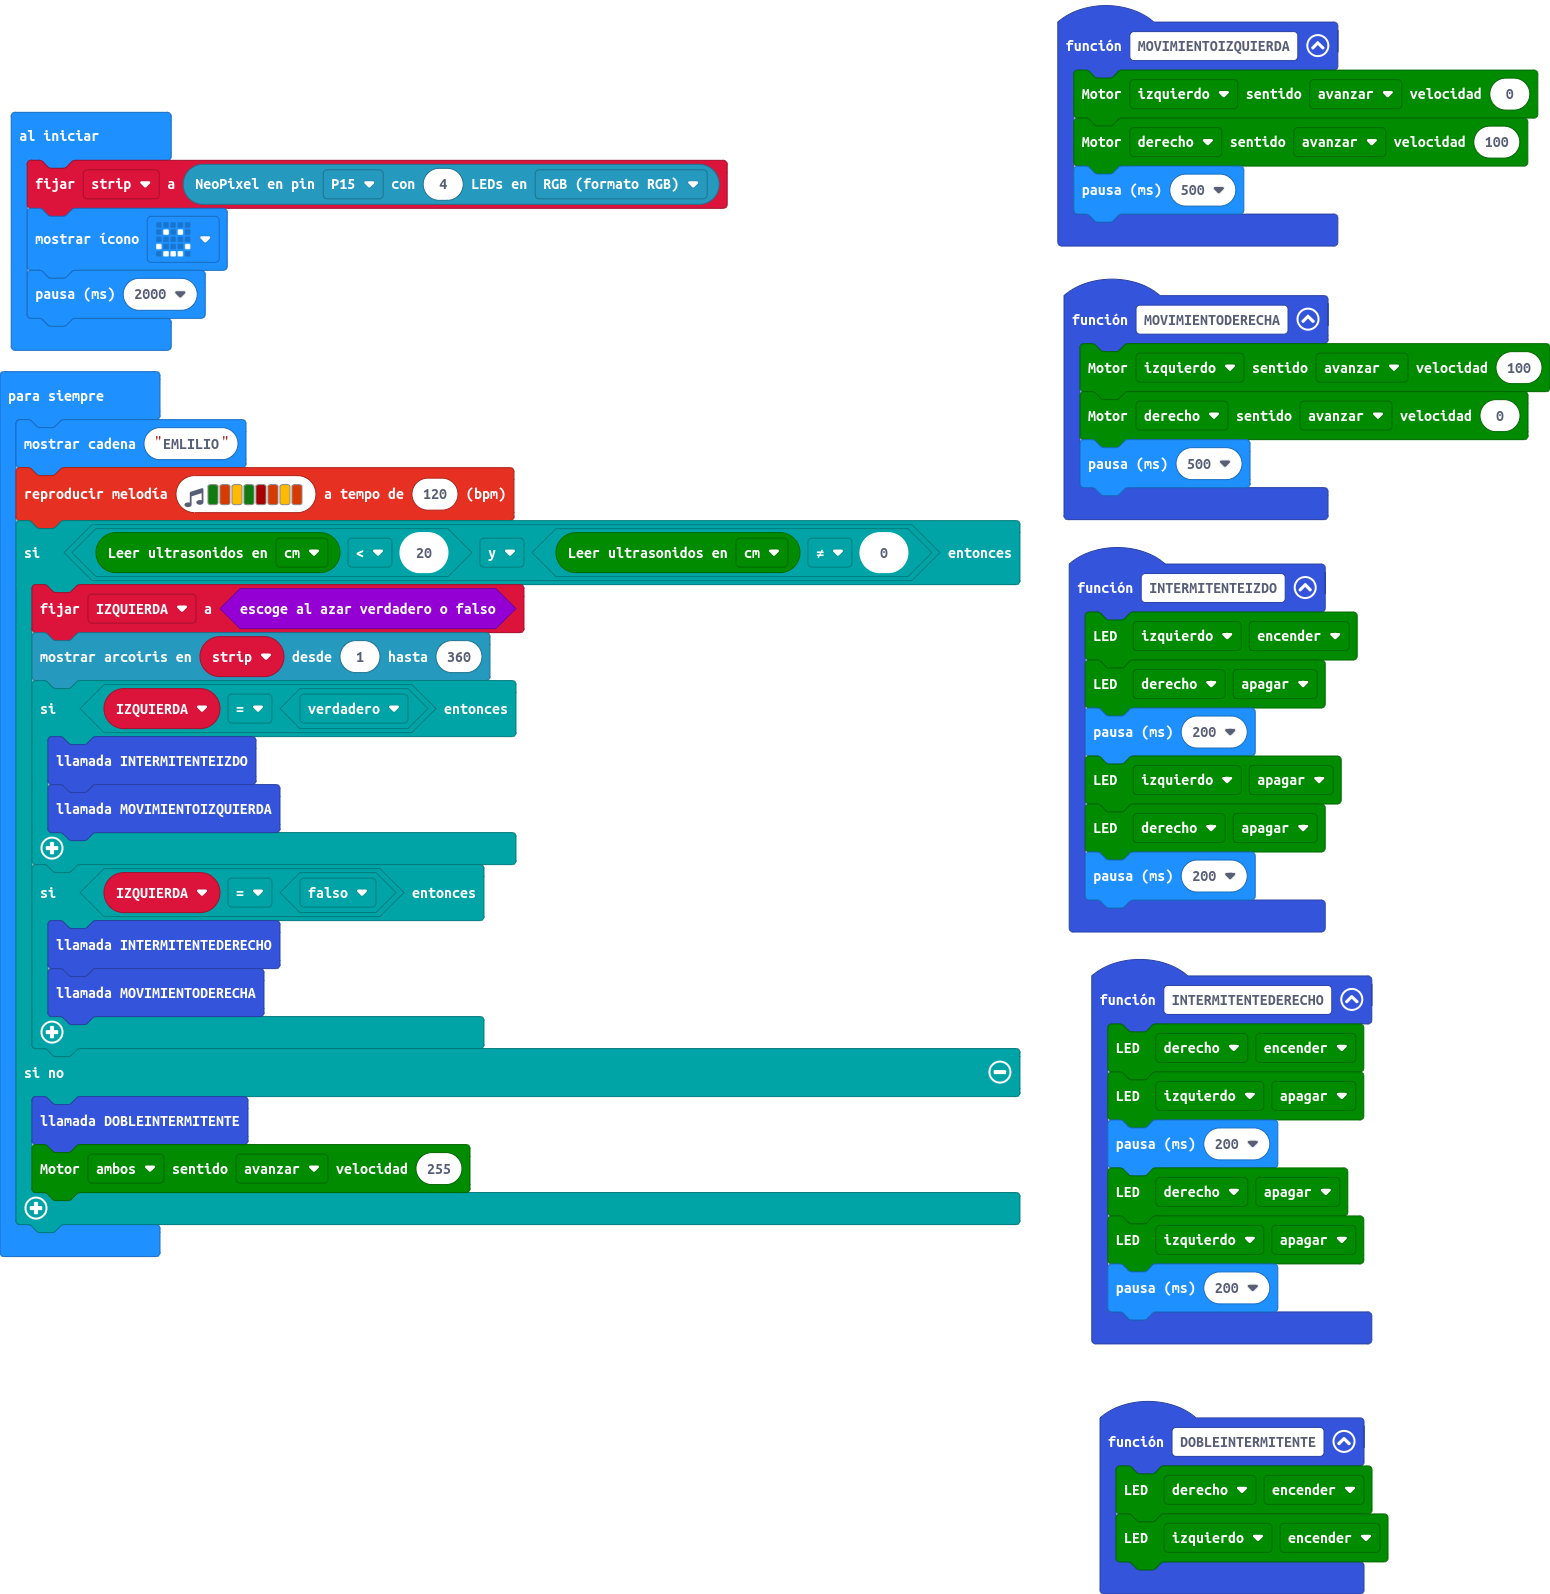 al iniciar
fijar strip a NeoPixel en pin P15 con 4 LEDs en RGB (formato RGB)
mostrar ícono
pausa (ms) 2000
para siempre
mostrar cadena "EMLILIO"
reproducir melodía a tempo de 120 (bpm)
si Leer ultrasonidos en cm < 20 y Leer ultrasonidos en cm ≠ 0 entonces
fijar IZQUIERDA a escoge al azar verdadero o falso
mostrar arcoiris en strip desde 1 hasta 360
si IZQUIERDA = verdadero entonces
llamada INTERMITENTEIZDO
llamada MOVIMIENTOIZQUIERDA
si IZQUIERDA = falso entonces
llamada INTERMITENTEDERECHO
llamada MOVIMIENTODERECHA
si no
llamada DOBLEINTERMITENTE
Motor ambos sentido avanzar velocidad 255
función MOVIMIENTOIZQUIERDA
Motor izquierdo sentido avanzar velocidad 0
Motor derecho sentido avanzar velocidad 100
pausa (ms) 500
función MOVIMIENTODERECHA
Motor izquierdo sentido avanzar velocidad 100
Motor derecho sentido avanzar velocidad 0
pausa (ms) 500
función INTERMITENTEIZDO
LED izquierdo encender
LED derecho apagar
pausa (ms) 200
LED izquierdo apagar
LED derecho apagar
pausa (ms) 200
función INTERMITENTEDERECHO
LED derecho encender
LED izquierdo apagar
pausa (ms) 200
LED derecho apagar
LED izquierdo apagar
pausa (ms) 200
función DOBLEINTERMITENTE
LED derecho encender
LED izquierdo encender